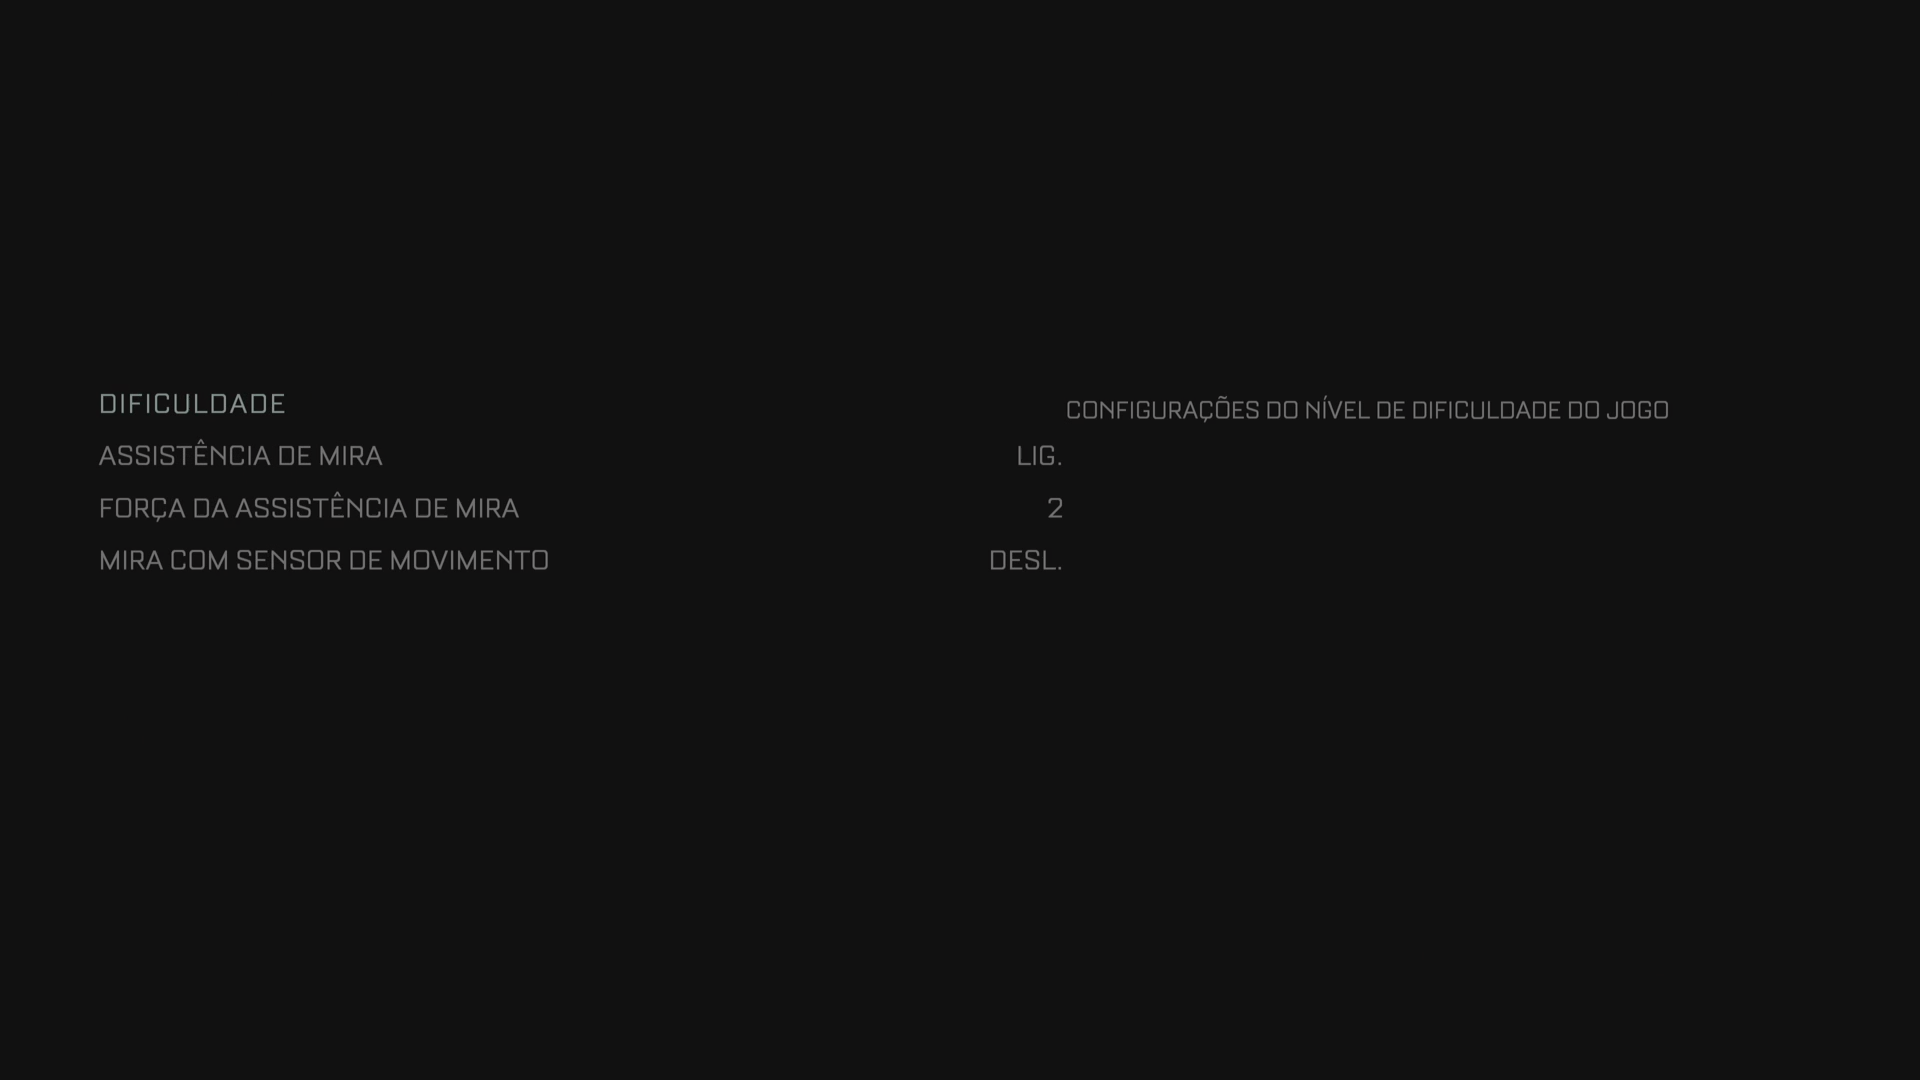 DIFICULDADE
CONFIGURAÇÕES DO NÍVEL DE DIFICULDADE DO JOGO
ASSISTÊNCIA DE MIRA LIG.
FORÇA DA ASSISTÊNCIA DE MIRA 2
MIRA COM SENSOR DE MOVIMENTO DESL.